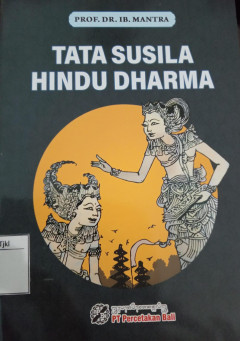 PROF. DR. IB. MANTRA
TATA SUSILA
HINDU DHARMA
PT Percetakan Bali